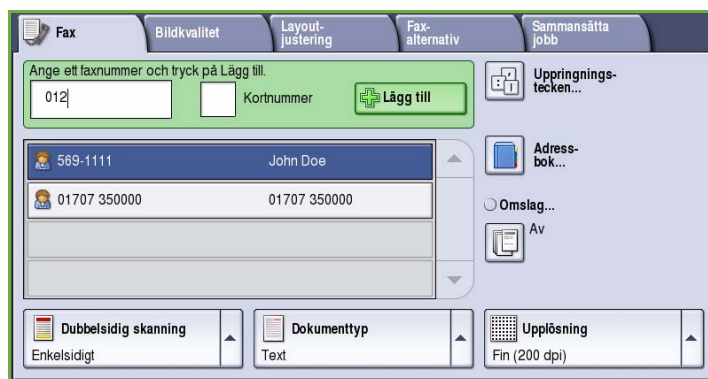 Fax
Bildkvalitet
Layout-
justering
Fax-
alternativ
Sammansätta
jobb
Ange ett faxnummer och tryck på Lägg till.
012
Kortnummer
Lägg till
Uppringnings-
tecken...
569-1111 John Doe
01707 350000 01707 350000
Adress-
bok...
Omslag...
Av
Dubbelsidig skanning
Enkelsidigt
Dokumenttyp
Text
Upplösning
Fin (200 dpi)